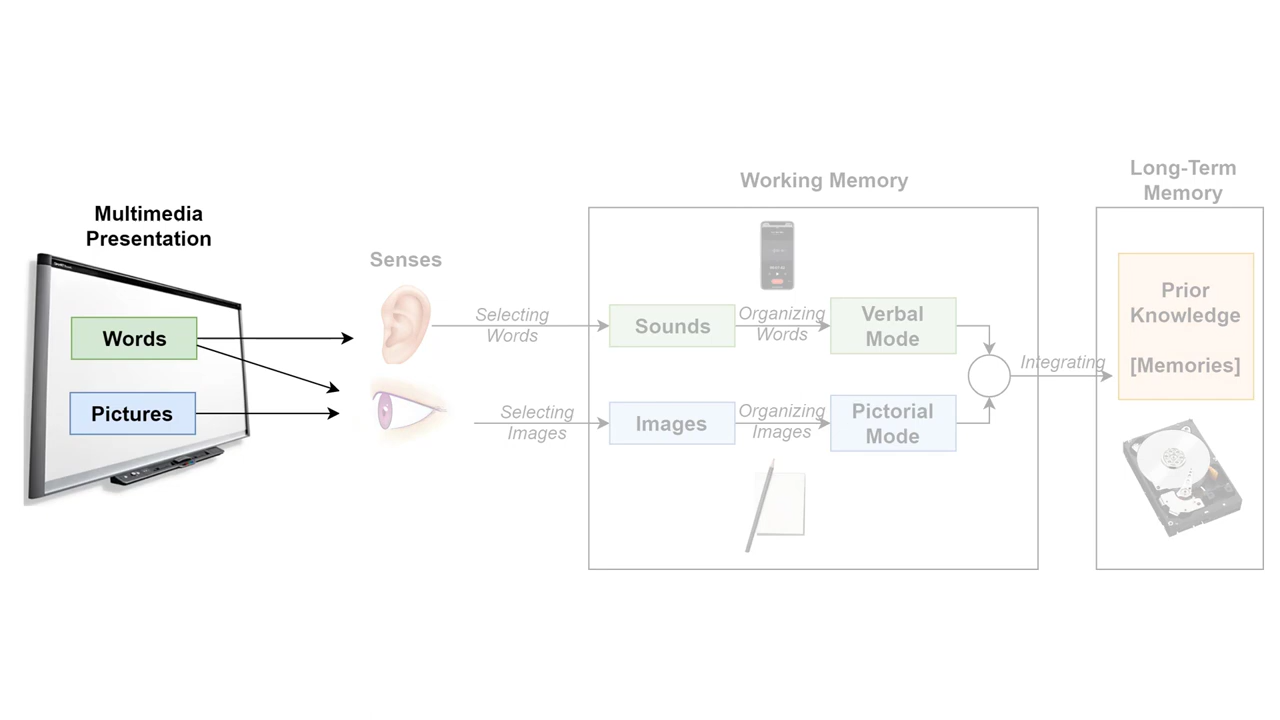 Multimedia
Presentation
Words
Pictures
Senses
Selecting
Words
Selecting
Images
Working Memory
Sounds
Organizing
Words
Verbal
Mode
Images
Organizing
Images
Pictorial
Mode
Integrating
Long-Term
Memory
Prior
Knowledge
[Memories]